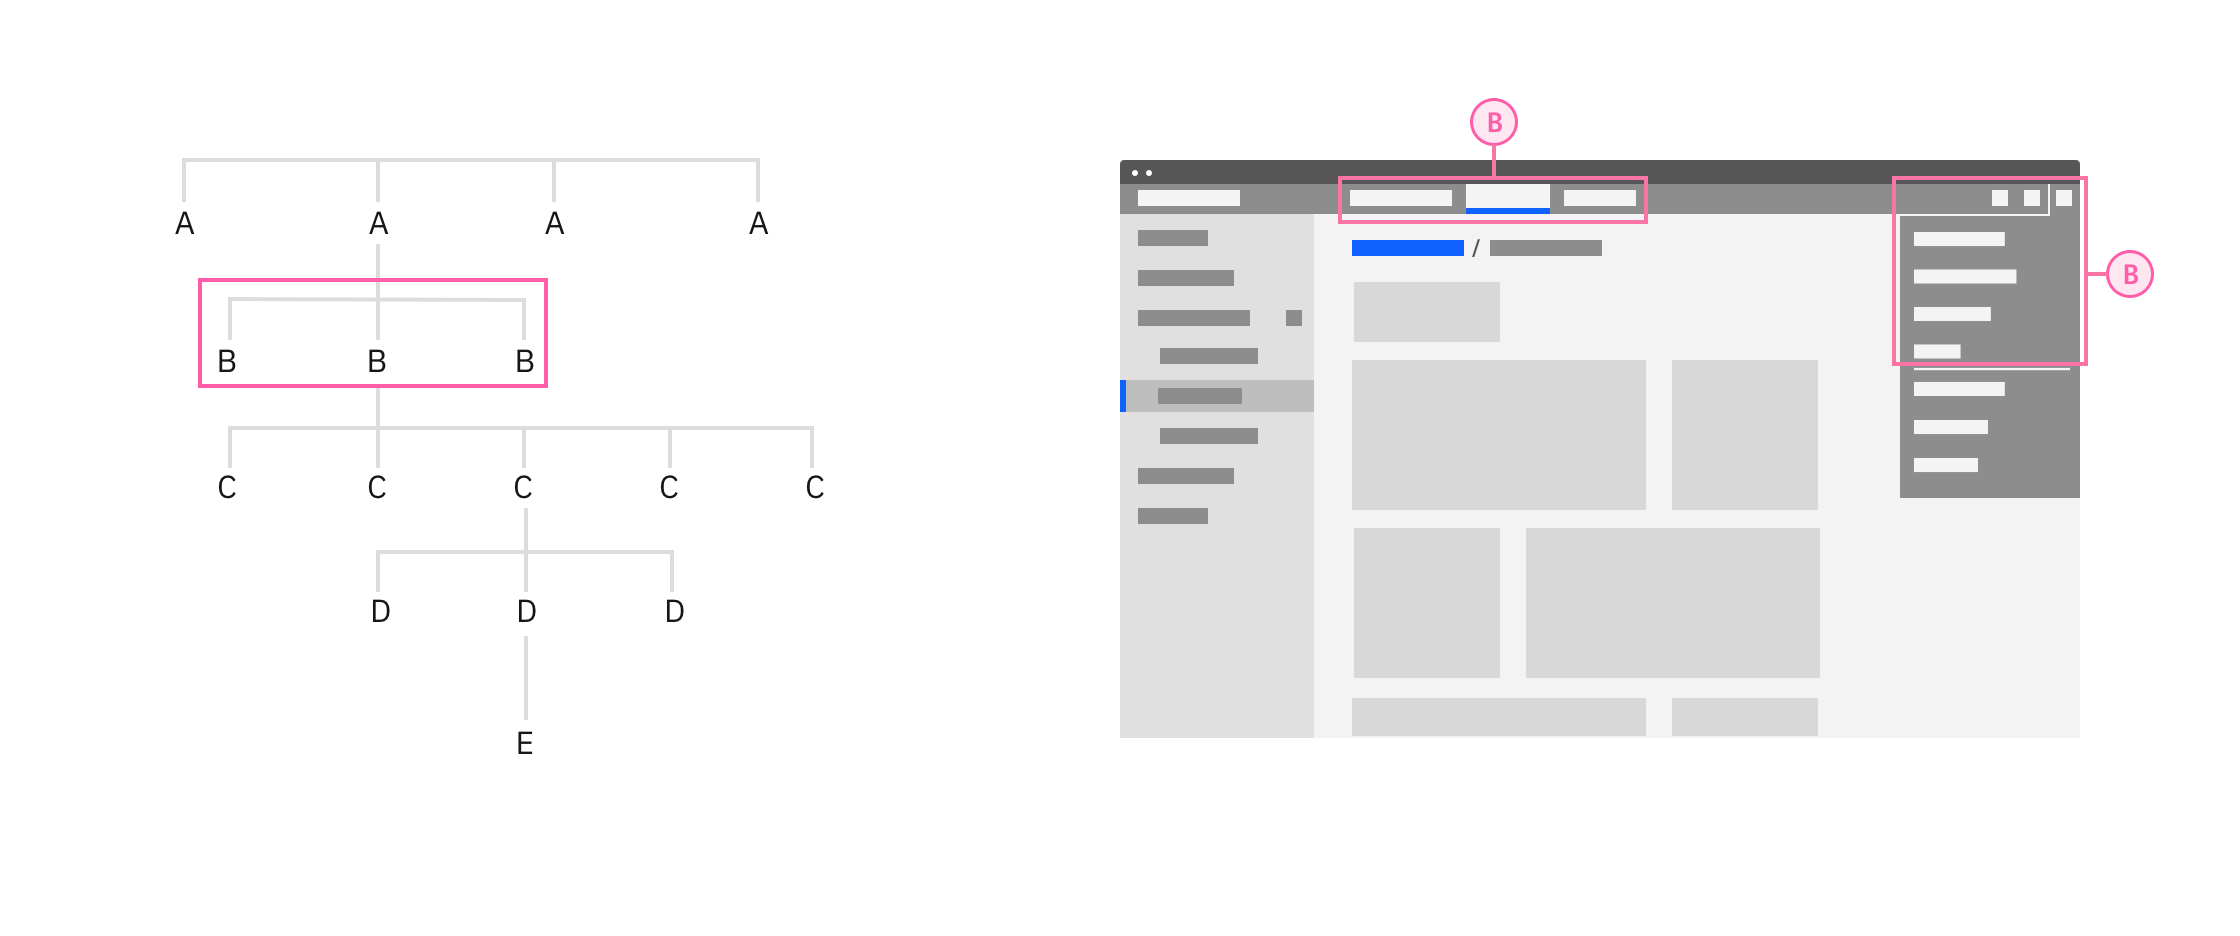 A A A A
B B B
C C C C C
D D D
E
B
/
B